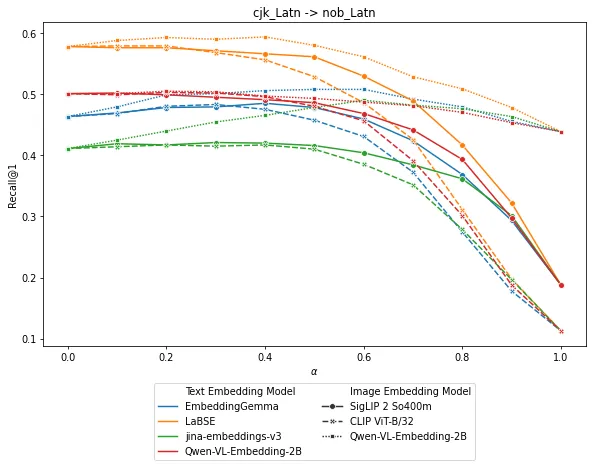 cjk_Latn -> nob_Latn
0.6
0.5
0.4
0.3
0.2
0.1
Recall@1
0.0 0.2 0.4 0.6 0.8 1.0
α
Text Embedding Model Image Embedding Model
EmbeddingGemma SigLIP 2 So400m
LaBSE CLIP ViT-B/32
jina-embeddings-v3 Qwen-VL-Embedding-2B
Qwen-VL-Embedding-2B